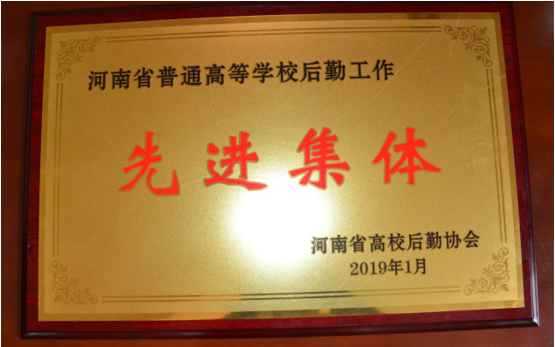 河南省普通高等学校后勤工作
先进集体
河南省高校后勤协会
2019年1月